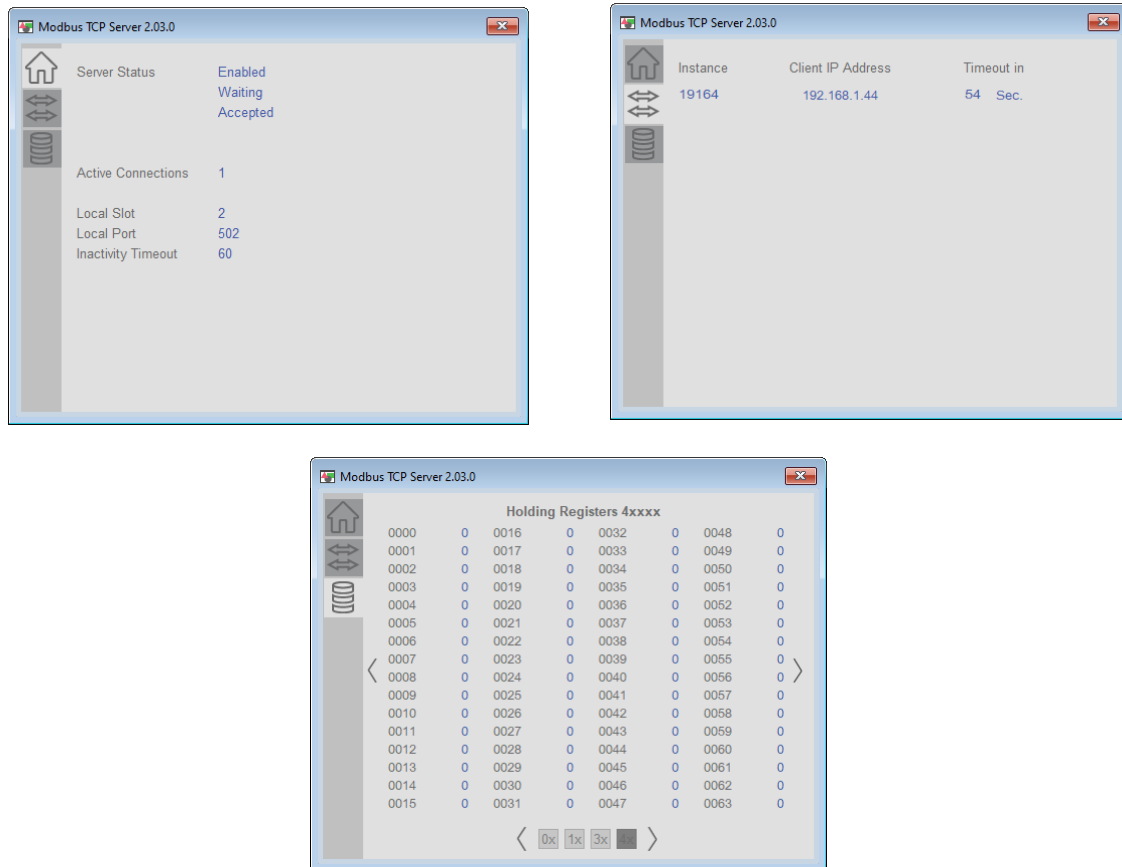 Modbus TCP Server 2.03.0
Server Status Enabled
Waiting
Accepted
Active Connections 1
Local Slot 2
Local Port 502
Inactivity Timeout 60
Modbus TCP Server 2.03.0
Instance Client IP Address Timeout in
19164 192.168.1.44 54 Sec.
Modbus TCP Server 2.03.0
Holding Registers 4xxxx
0000 0 0016 0 0032 0 0048 0
0001 0 0017 0 0033 0 0049 0
0002 0 0018 0 0034 0 0050 0
0003 0 0019 0 0035 0 0051 0
0004 0 0020 0 0036 0 0052 0
0005 0 0021 0 0037 0 0053 0
0006 0 0022 0 0038 0 0054 0
0007 0 0023 0 0039 0 0055 0
0008 0 0024 0 0040 0 0056 0
0009 0 0025 0 0041 0 0057 0
0010 0 0026 0 0042 0 0058 0
0011 0 0027 0 0043 0 0059 0
0012 0 0028 0 0044 0 0060 0
0013 0 0029 0 0045 0 0061 0
0014 0 0030 0 0046 0 0062 0
0015 0 0031 0 0047 0 0063 0
0x 1x 3x 4x